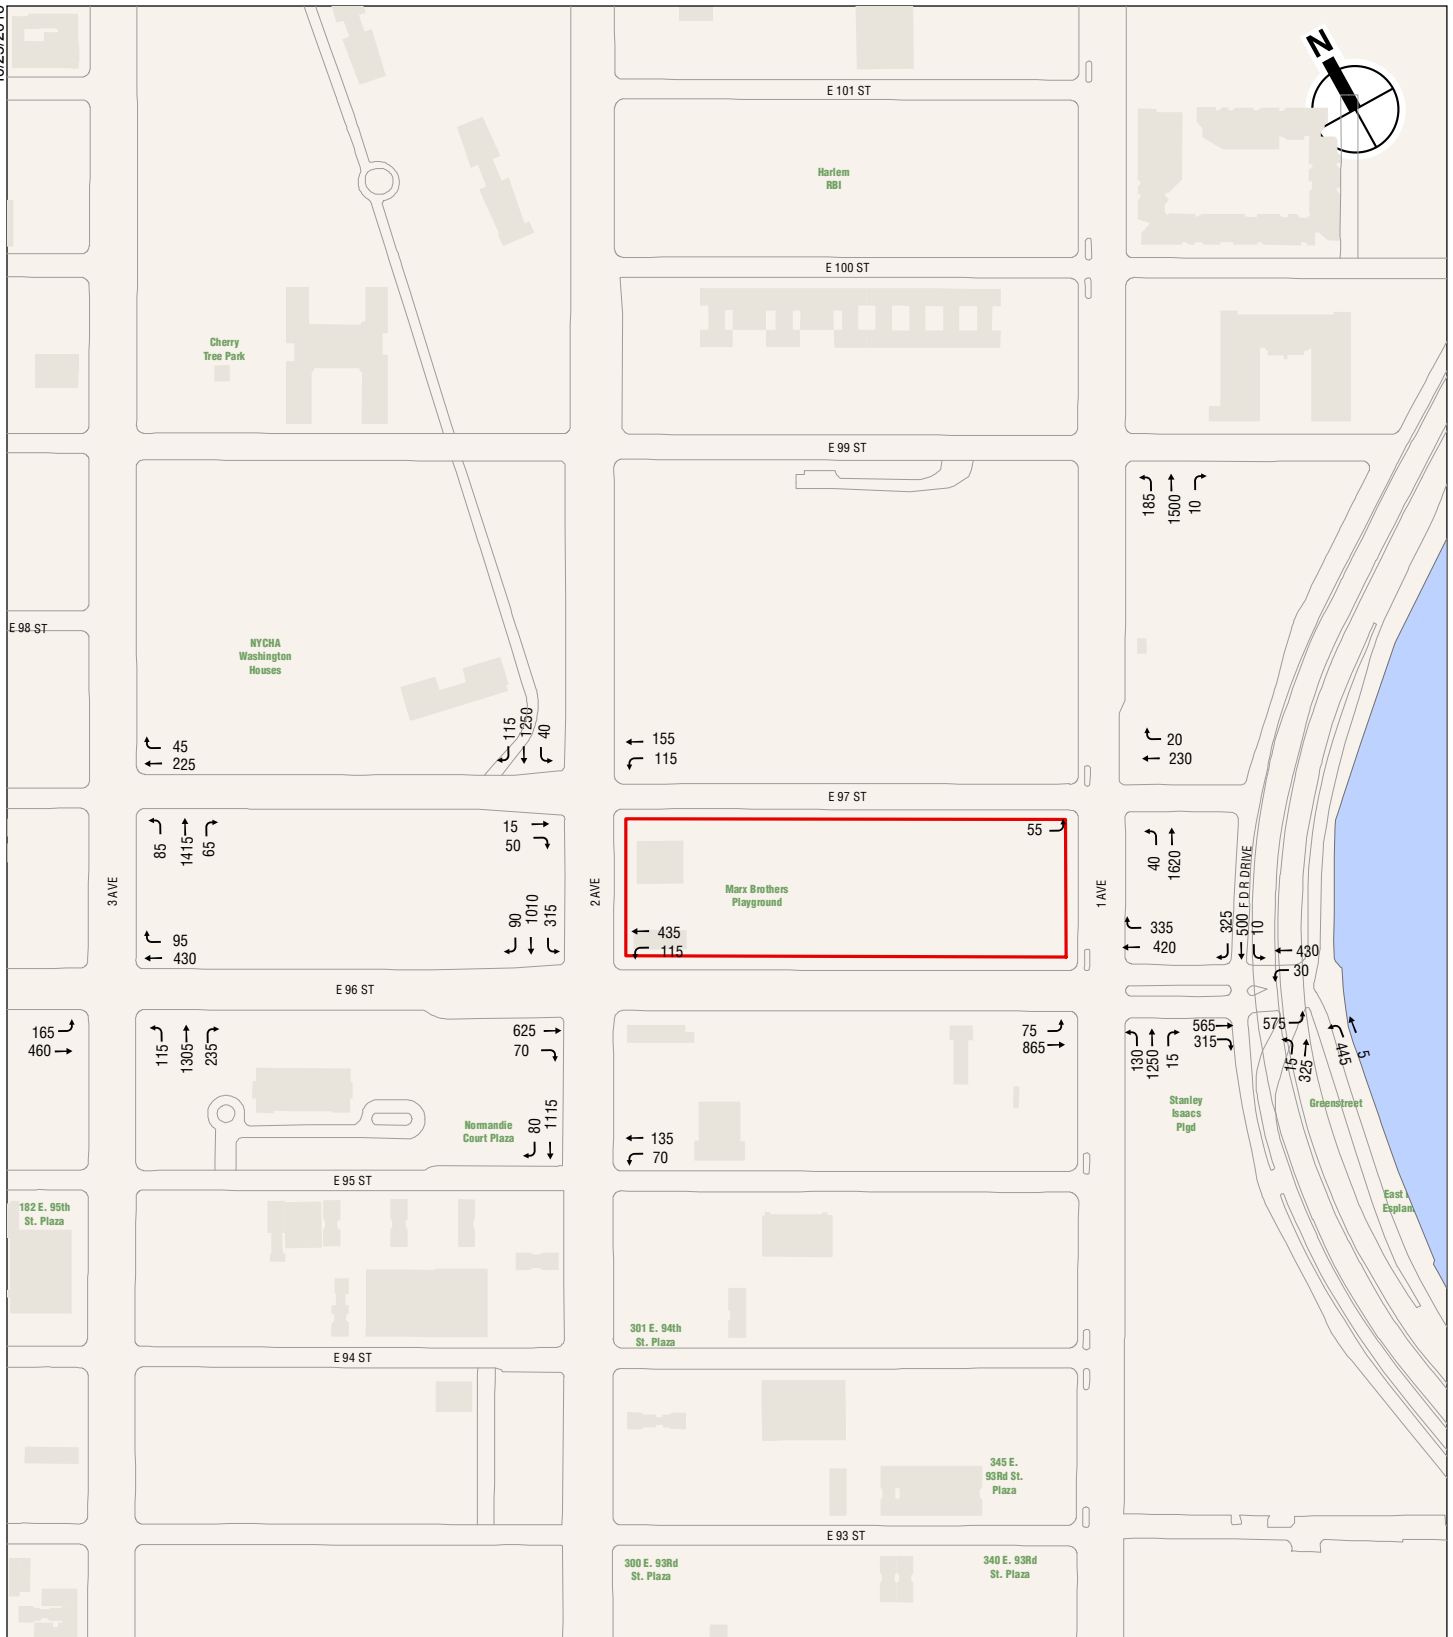 N
E 101 ST
Harlem
RBI
E 100 ST
Cherry
Tree Park
E 99 ST
185
1500
10
E 98 ST
NYCHA
Washington
Houses
115
1250
40
45
225
155
115
20
230
E 97 ST
85
1415
65
15
50
55
40
1620
3 AVE
2 AVE
Marx Brothers
Playground
1 AVE
F D R DRIVE
90
1010
315
435
115
95
430
335
420
325
500
10
430
30
E 96 ST
165
460
115
1305
235
625
70
75
865
130
1250
15
565
315
575
15
325
445
5
Stanley
Isaacs
Plgd
Greenstreet
Normandie
Court Plaza
80
1115
135
70
E 95 ST
182 E. 95th
St. Plaza
East
Esplan
301 E. 94th
St. Plaza
E 94 ST
345 E.
93Rd St.
Plaza
E 93 ST
300 E. 93Rd
St. Plaza
340 E. 93Rd
St. Plaza